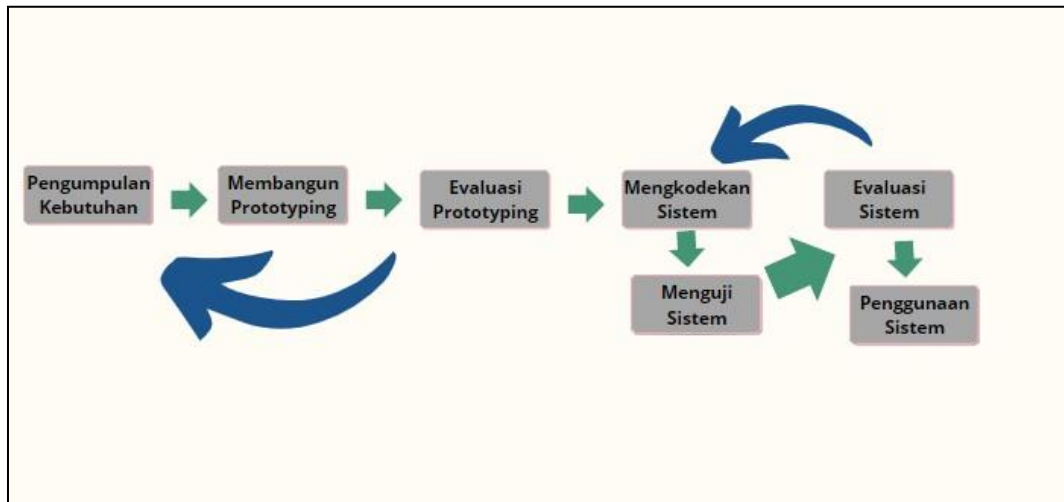 Pengumpulan
Kebutuhan
Membangun
Prototyping
Evaluasi
Prototyping
Mengkodekan
Sistem
Menguji
Sistem
Evaluasi
Sistem
Penggunaan
Sistem